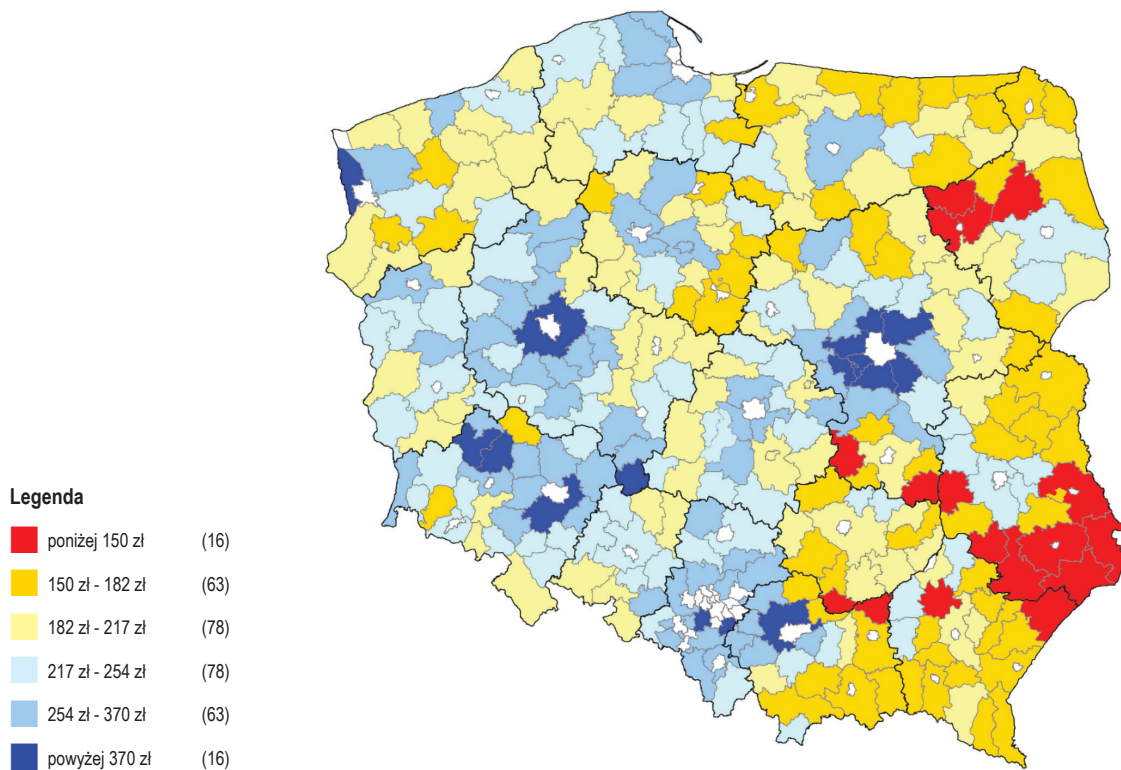 Legenda
poniżej 150 zł (16)
150 zł - 182 zł (63)
182 zł - 217 zł (78)
217 zł - 254 zł (78)
254 zł - 370 zł (63)
powyżej 370 zł (16)